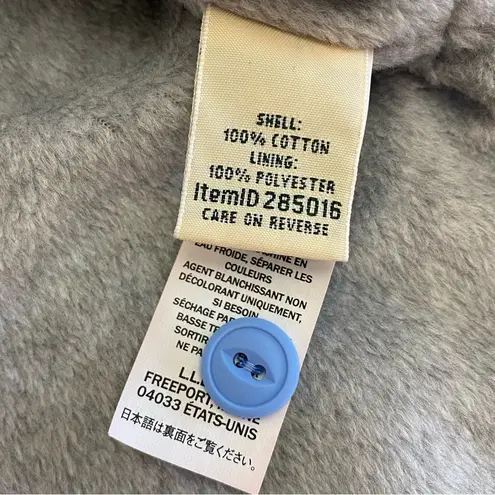 SHELL:
100% COTTON
LINING:
100% POLYESTER
ItemID 285016
CARE ON REVERSE
EAU FROIDE, SÉPARER LES
COULEURS
AGENT BLANCHISSANT NON
DÉCOLORANT UNIQUEMENT,
SI BESOIN
SÉCHAGE
BASSE
SORTIR
NE
L.L.
FREEPORT,
04033 ÉTATS-UNIS
日本語は裏面をご覧ください。